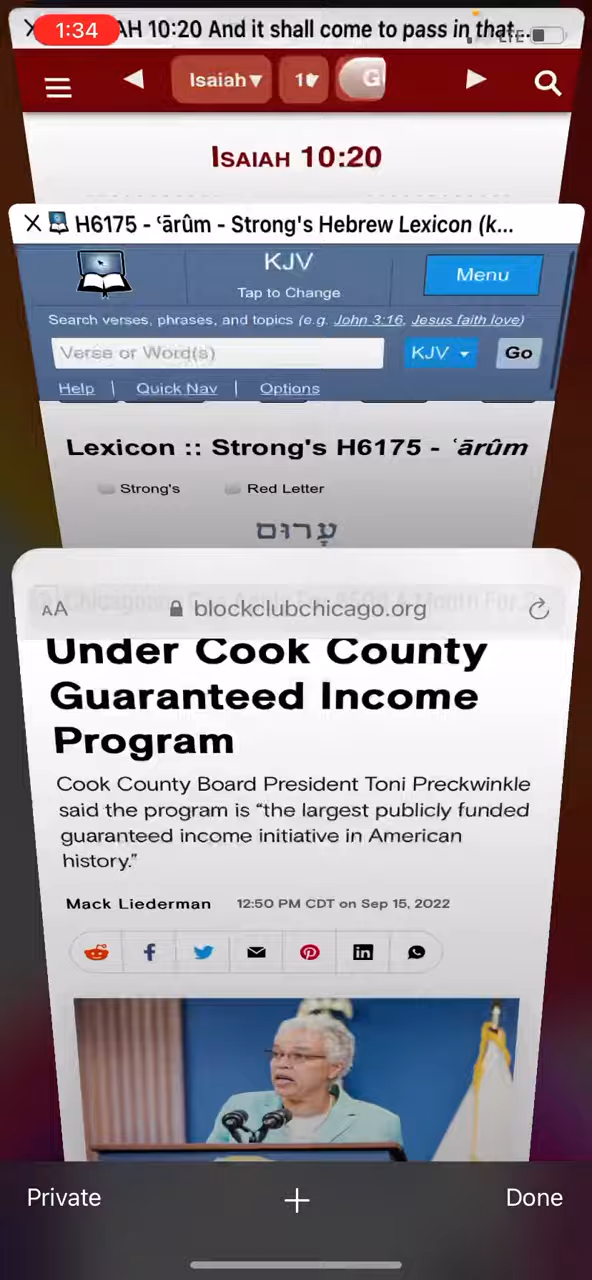 1:34
AH 10:20 And it shall come to pass in that...
LTE
Isaiah▼
ISAIAH 10:20
H6175 - ʿārûm - Strong's Hebrew Lexicon (k...
KJV
Tap to Change
Menu
Search verses, phrases, and topics (e.g. John 3:16, Jesus faith love)
Verse or Word(s)
KJV
Go
Help | Quick Nav | Options
Lexicon :: Strong's H6175 - ʿārûm
Strong's
Red Letter
עָרוּם
AA
blockclubchicago.org
Under Cook County
Guaranteed Income
Program
Cook County Board President Toni Preckwinkle
said the program is “the largest publicly funded
guaranteed income initiative in American
history.”
Mack Liederman
12:50 PM CDT on Sep 15, 2022
Private
Done